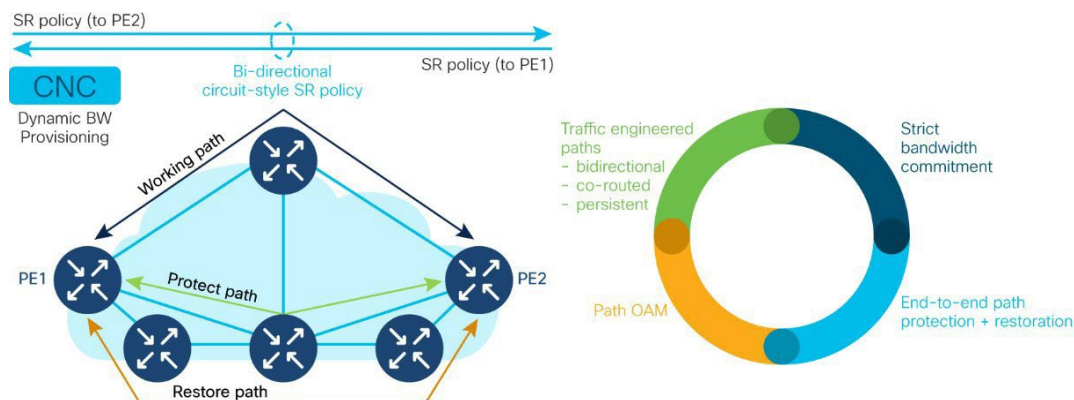 SR policy (to PE2)
SR policy (to PE1)
CNC
Dynamic BW
Provisioning
Bi-directional
circuit-style SR policy
Working path
PE1
PE2
Protect path
Restore path
Traffic engineered
paths
- bidirectional
- co-routed
- persistent
Strict
bandwidth
commitment
Path OAM
End-to-end path
protection + restoration